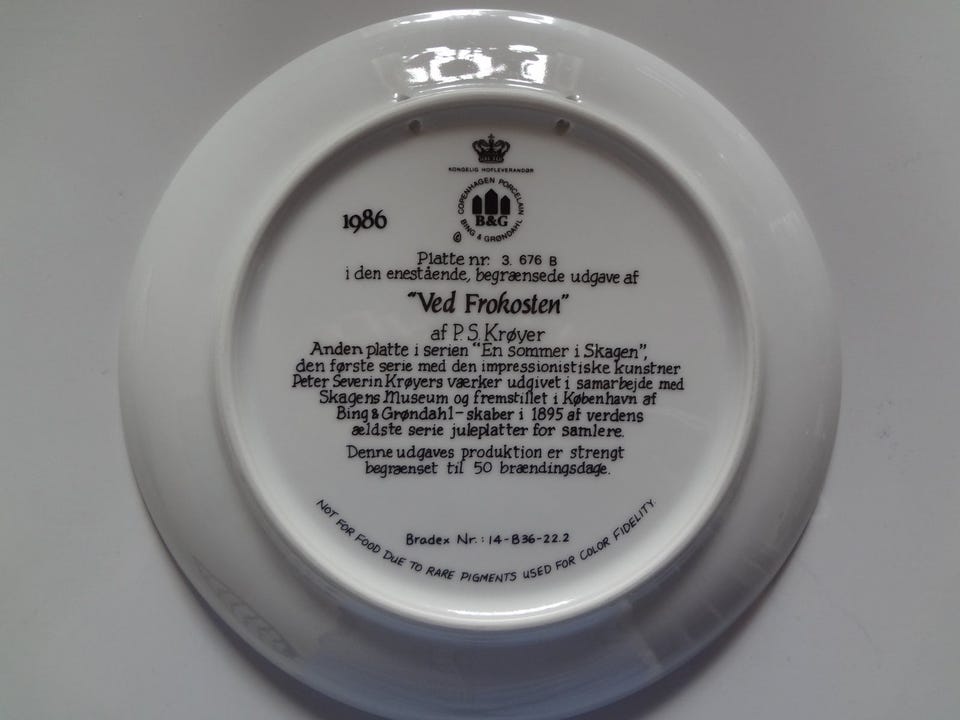 KONGELIG HOFLEVERANDØR
COPENHAGEN PORCELAIN
B&G
© BING & GRØNDAHL
1986
Platte nr. 3. 676 B
i den enestående, begrænsede udgave af
"Ved Frokosten"
af P.S. Krøyer
Anden platte i serien "En sommer i Skagen",
den første serie med den impressionistiske kunstner
Peter Severin Krøyers værker udgivet i samarbejde med
Skagens Museum og fremstillet i København af
Bing & Grøndahl – skaber i 1895 af verdens
ældste serie juleplatter for samlere.
Denne udgaves produktion er strengt
begrænset til 50 brændingsdage.
Bradex Nr.: 14-B36-22.2
NOT FOR FOOD DUE TO RARE PIGMENTS USED FOR COLOR FIDELITY.